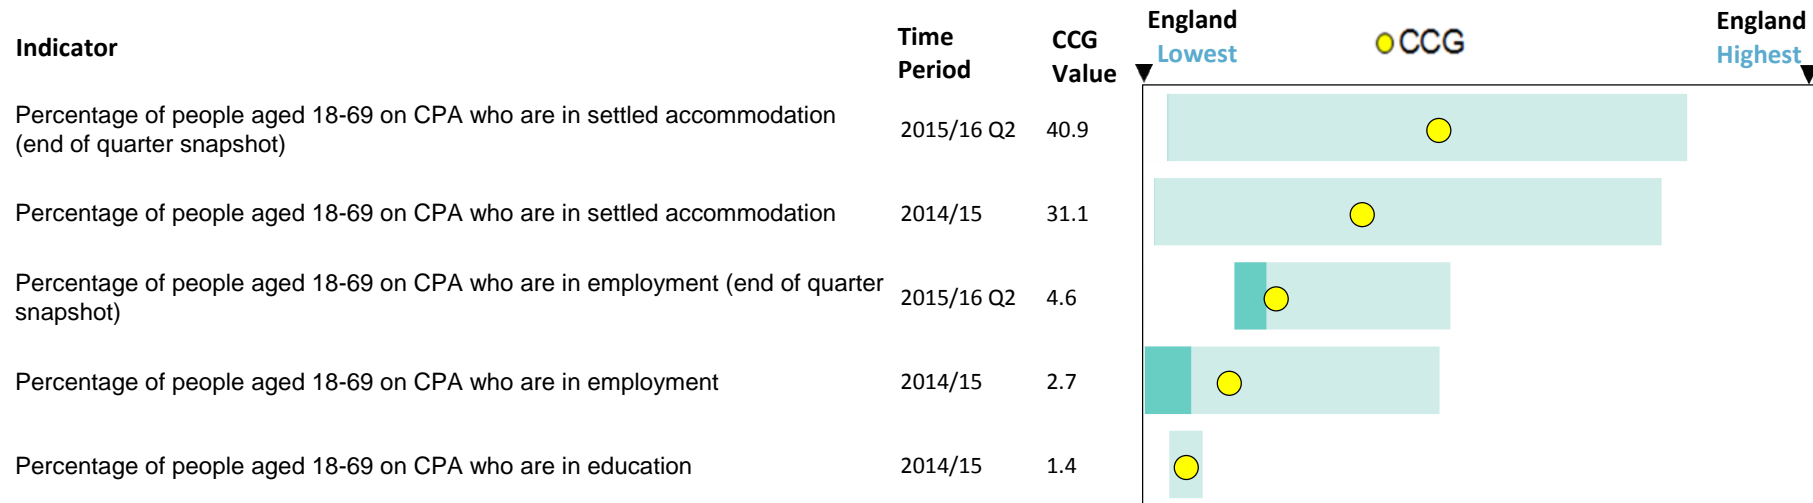 Indicator
Time
Period
CCG
Value
England
Lowest
CCG
England
Highest
Percentage of people aged 18-69 on CPA who are in settled accommodation
(end of quarter snapshot)
2015/16 Q2
40.9
Percentage of people aged 18-69 on CPA who are in settled accommodation
2014/15
31.1
Percentage of people aged 18-69 on CPA who are in employment (end of quarter
snapshot)
2015/16 Q2
4.6
Percentage of people aged 18-69 on CPA who are in employment
2014/15
2.7
Percentage of people aged 18-69 on CPA who are in education
2014/15
1.4